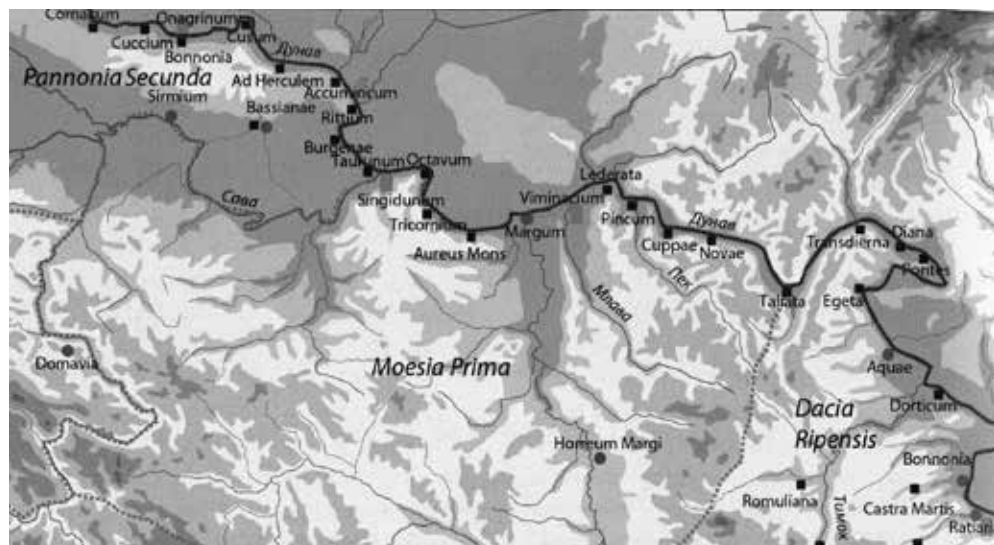 Cornacum
Onagrinum
Cuccium
Bonnonia
Cusum
Дунав
Pannonia Secunda
Ad Herculem
Accumincum
Sirmium
Bassianae
Rittium
Burgenae
Taurunum
Octavum
Сава
Singidunum
Tricornium
Aureus Mons
Margum
Viminacium
Lederata
Pincum
Cuppae
Novae
Дунав
Пек
Млава
Taliata
Transdierna
Diana
Pontes
Egeta
Aquae
Dorticum
Domavia
Moesia Prima
Dacia
Ripensis
Horreum Margi
Romuliana
Тимок
Bonnonia
Castra Martis
Ratiaria